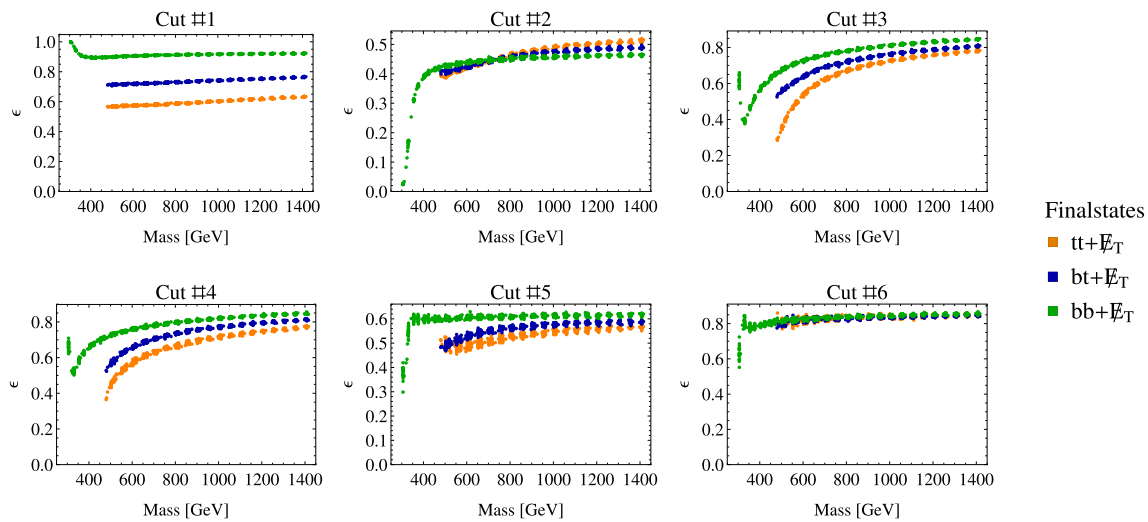 Cut #1
Cut #2
Cut #3
ϵ
1.0
0.8
0.6
0.4
0.2
0.0
400 600 800 1000 1200 1400
Mass [GeV]
ϵ
0.5
0.4
0.3
0.2
0.1
0.0
400 600 800 1000 1200 1400
Mass [GeV]
ϵ
0.8
0.6
0.4
0.2
0.0
400 600 800 1000 1200 1400
Mass [GeV]
Finalstates
tt+E̸T
bt+E̸T
bb+E̸T
Cut #4
Cut #5
Cut #6
ϵ
0.8
0.6
0.4
0.2
0.0
400 600 800 1000 1200 1400
Mass [GeV]
ϵ
0.6
0.5
0.4
0.3
0.2
0.1
0.0
400 600 800 1000 1200 1400
Mass [GeV]
ϵ
0.8
0.6
0.4
0.2
0.0
400 600 800 1000 1200 1400
Mass [GeV]